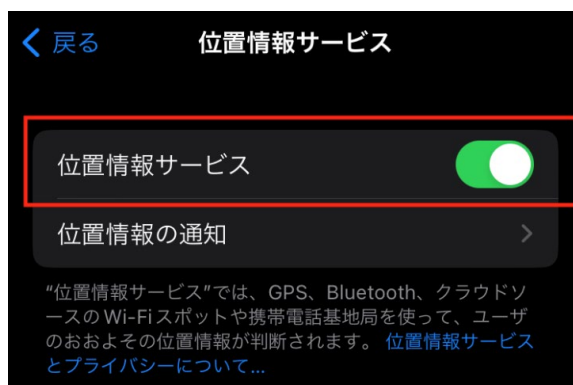 戻る 位置情報サービス
位置情報サービス
位置情報の通知
“位置情報サービス”では、GPS、Bluetooth、クラウドソ
ースのWi-Fiスポットや携帯電話基地局を使って、ユーザ
のおおよその位置情報が判断されます。 位置情報サービス
とプライバシーについて...